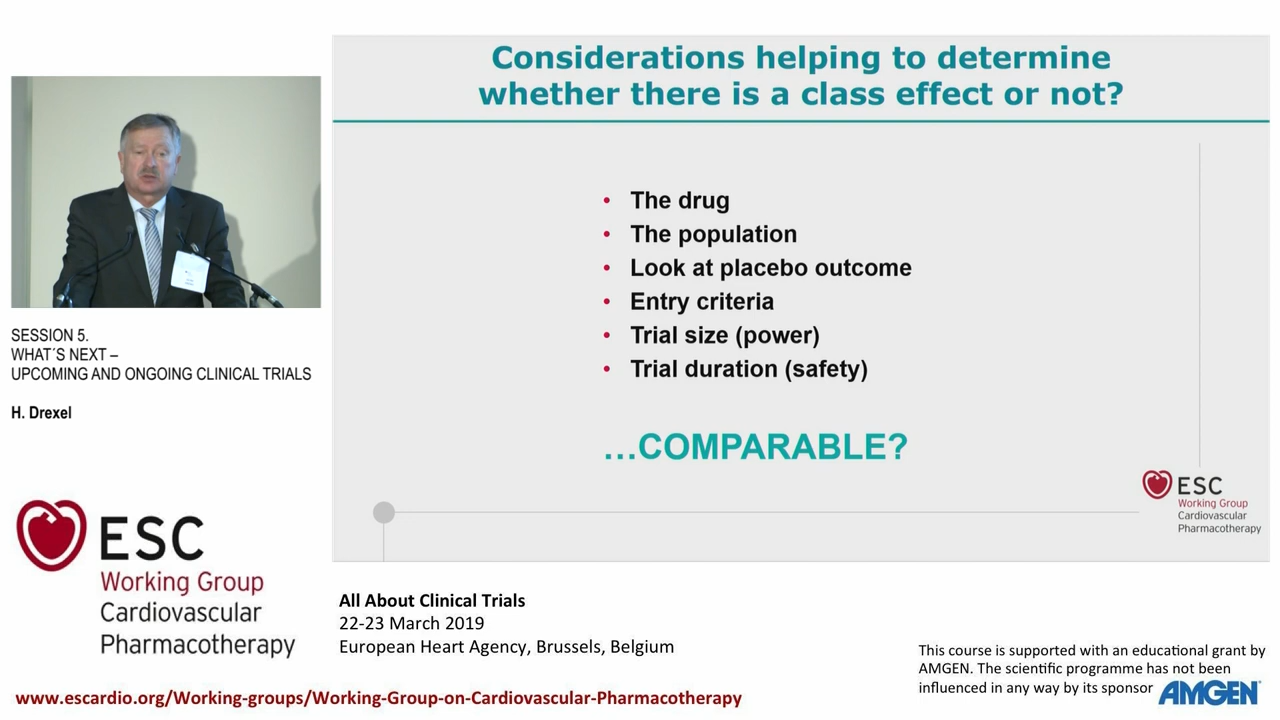 Considerations helping to determine
whether there is a class effect or not?
• The drug
• The population
• Look at placebo outcome
• Entry criteria
• Trial size (power)
• Trial duration (safety)
...COMPARABLE?
ESC
Working Group
Cardiovascular
Pharmacotherapy
SESSION 5.
WHAT´S NEXT –
UPCOMING AND ONGOING CLINICAL TRIALS
H. Drexel
ESC
Working Group
Cardiovascular
Pharmacotherapy
All About Clinical Trials
22-23 March 2019
European Heart Agency, Brussels, Belgium
This course is supported with an educational grant by
AMGEN. The scientific programme has not been
influenced in any way by its sponsor
AMGEN®
www.escardio.org/Working-groups/Working-Group-on-Cardiovascular-Pharmacotherapy